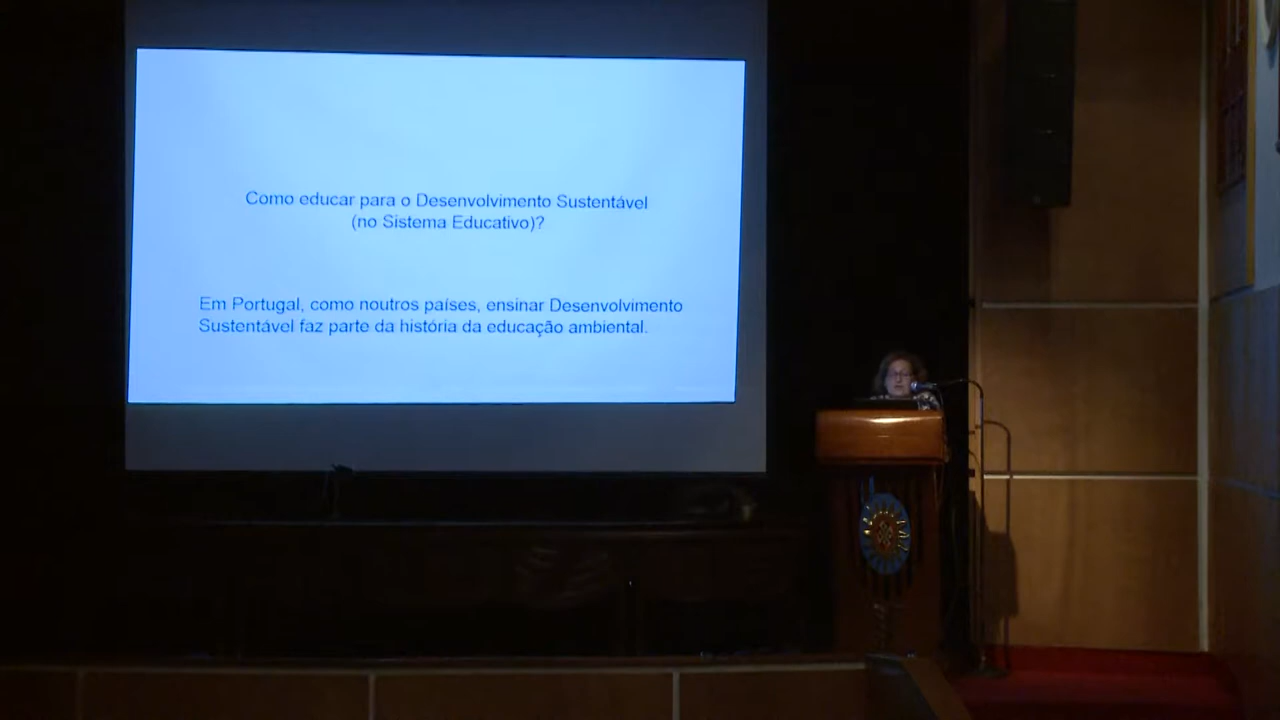 Como educar para o Desenvolvimento Sustentável
(no Sistema Educativo)?
Em Portugal, como noutros países, ensinar Desenvolvimento
Sustentável faz parte da história da educação ambiental.